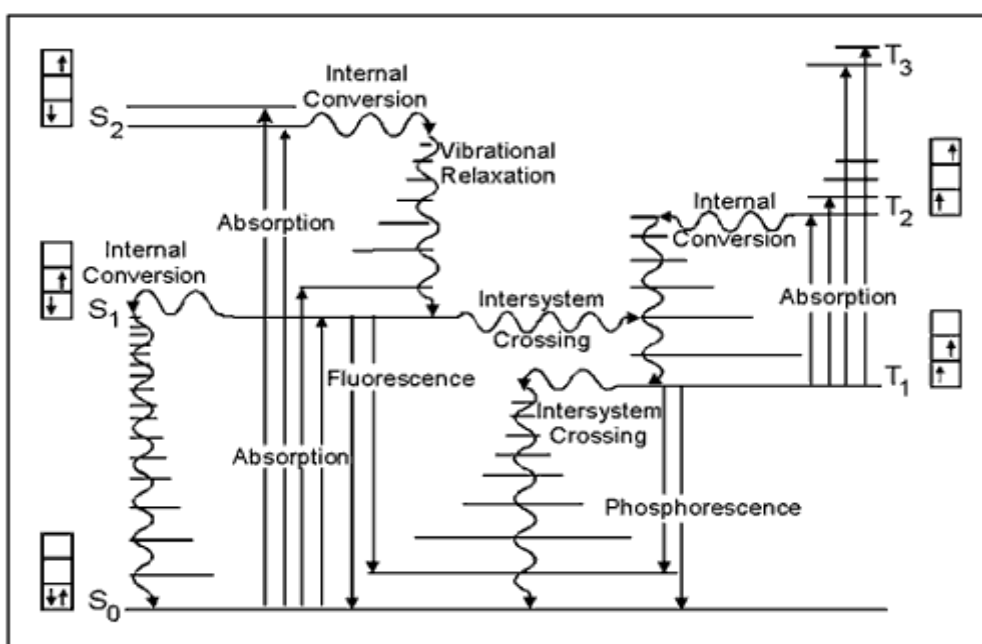 Internal
Conversion
S2
Vibrational
Relaxation
Absorption
Internal
Conversion
S1
Intersystem
Crossing
Fluorescence
Absorption
S0
T3
T2
Internal
Conversion
Absorption
T1
Intersystem
Crossing
Phosphorescence